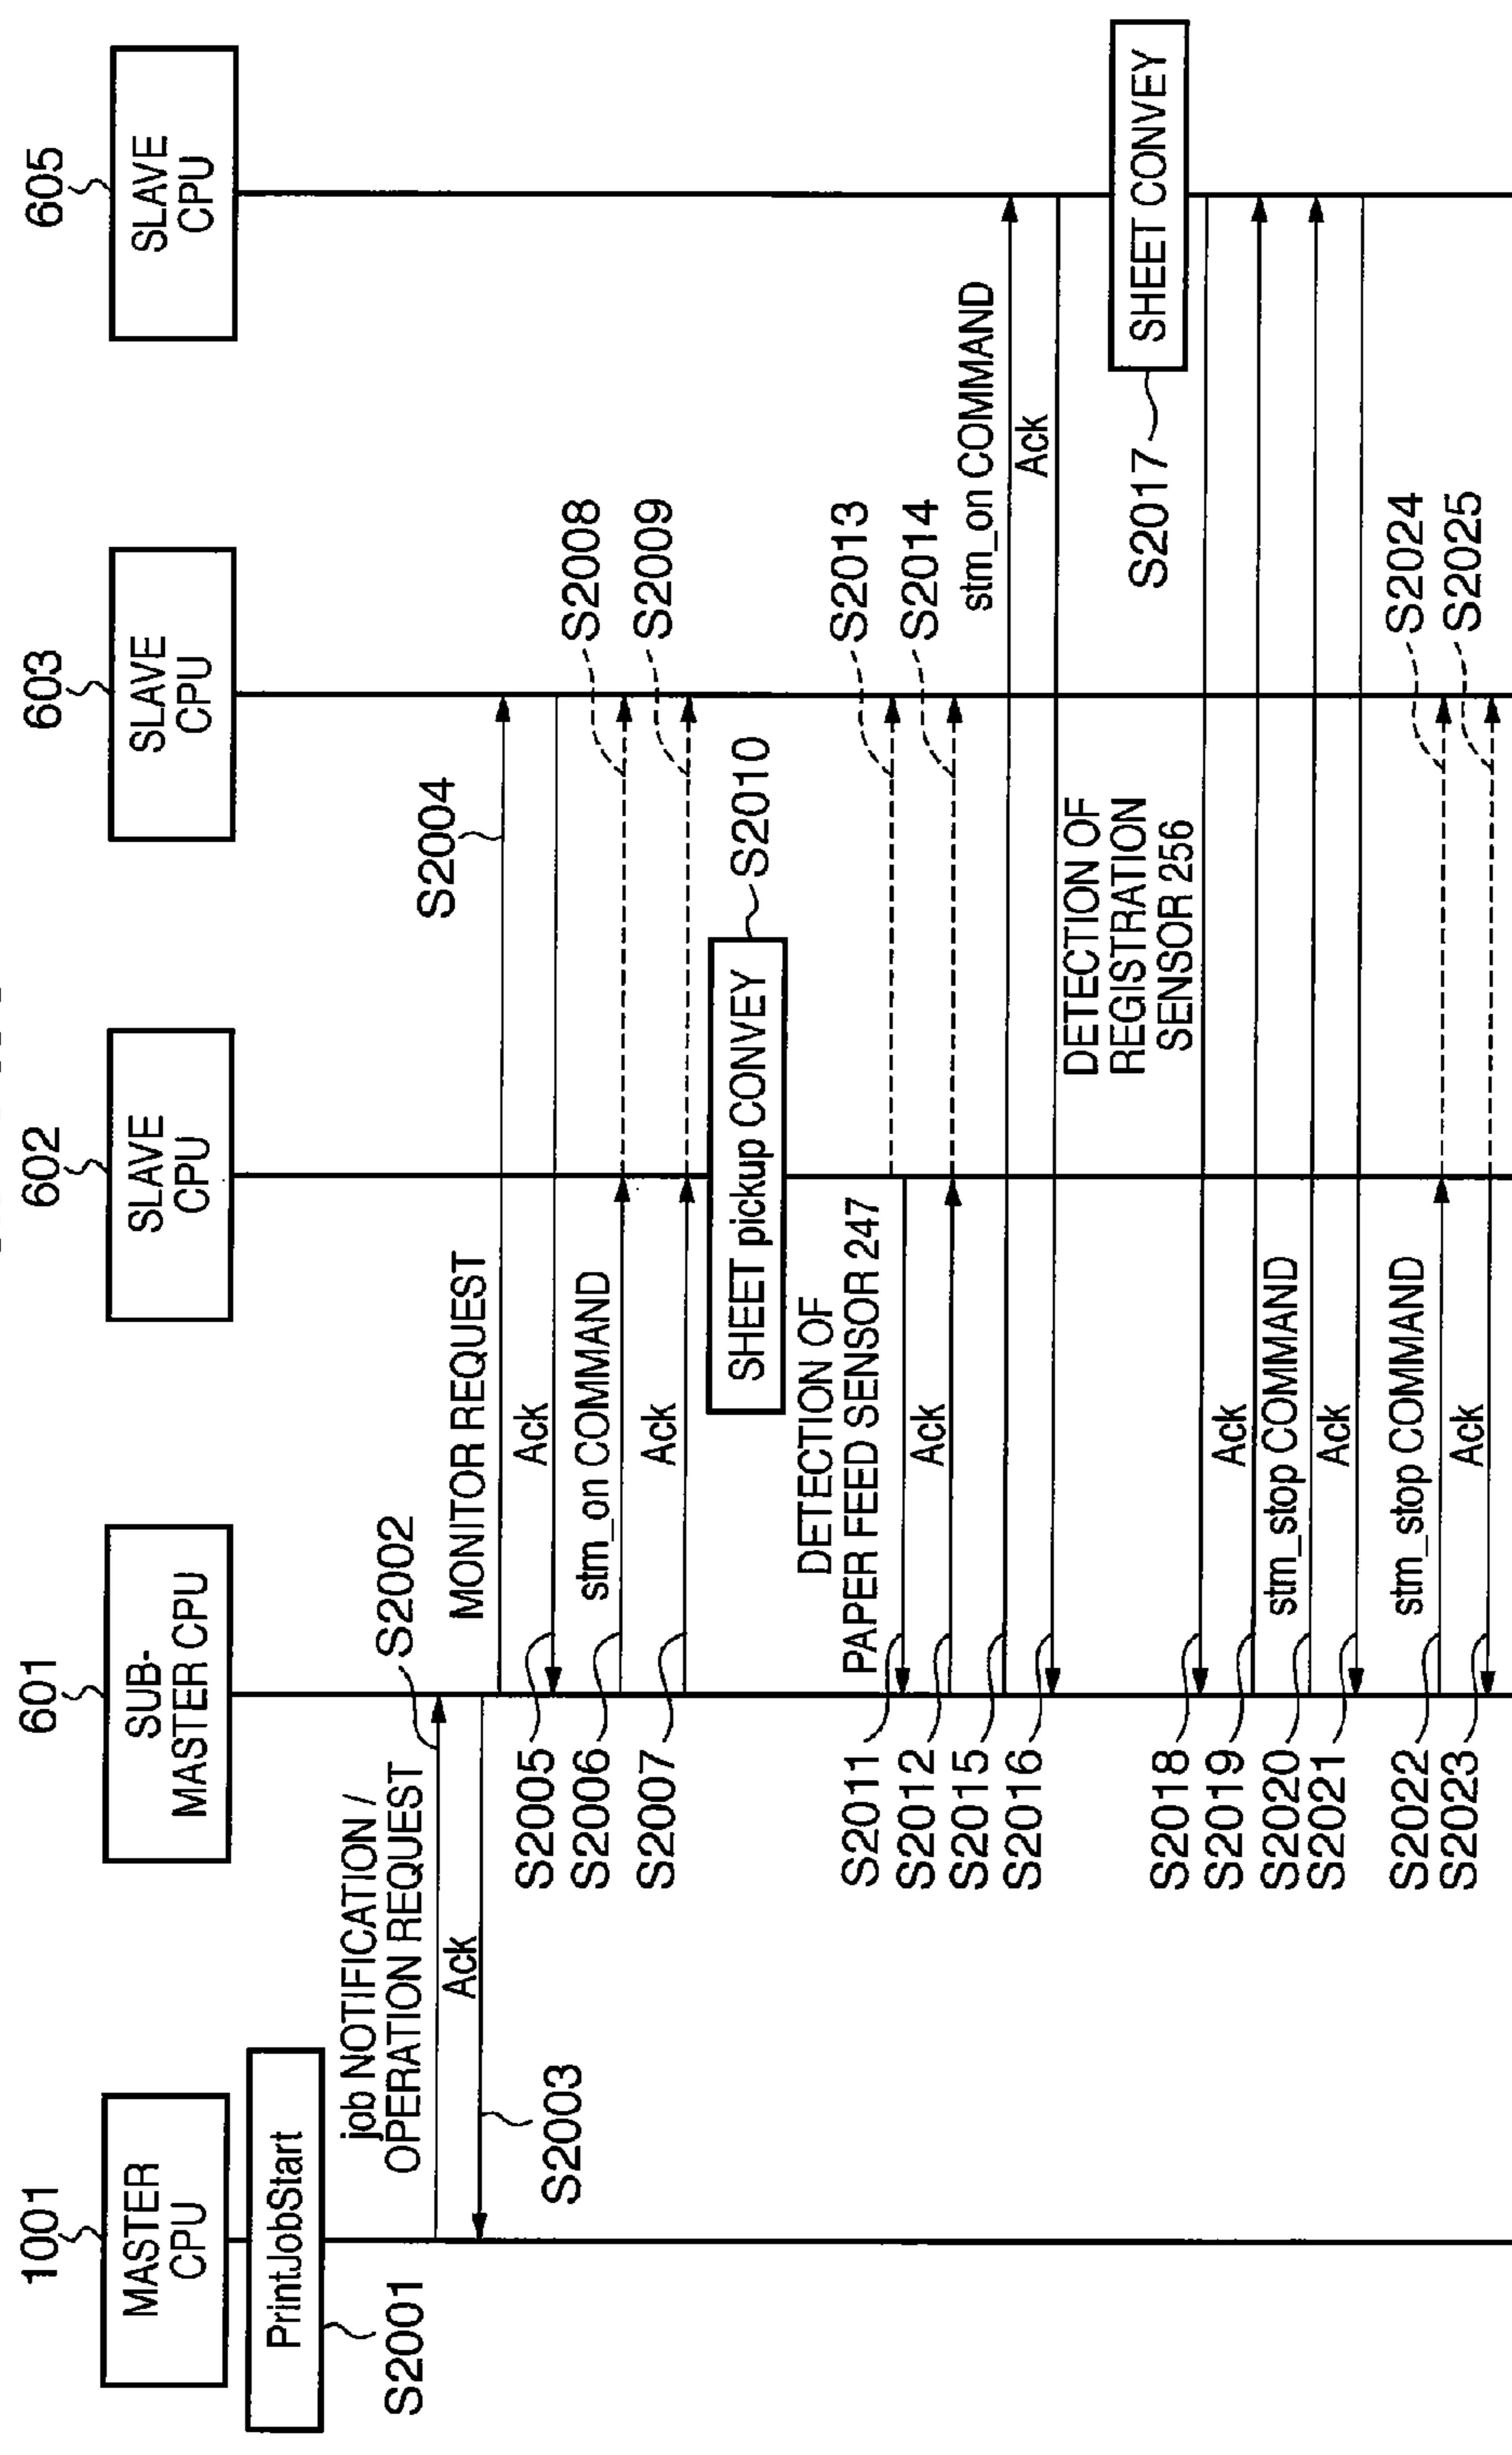 1001
MASTER
CPU
601
SUB-
MASTER CPU
602
SLAVE
CPU
603
SLAVE
CPU
605
SLAVE
CPU
PrintJobStart
S2001
job NOTIFICATION /
OPERATION REQUEST
S2002
Ack
S2003
MONITOR REQUEST
S2004
Ack
S2005
stm_on COMMAND
S2006
S2008
Ack
S2007
S2009
SHEET pickup CONVEY
S2010
DETECTION OF
PAPER FEED SENSOR 247
S2011
S2013
Ack
S2012
S2014
stm_on COMMAND
S2015
Ack
S2016
SHEET CONVEY
S2017
DETECTION OF
REGISTRATION
SENSOR 256
S2018
Ack
S2019
stm_stop COMMAND
S2020
Ack
S2021
stm_stop COMMAND
S2022
S2024
Ack
S2023
S2025